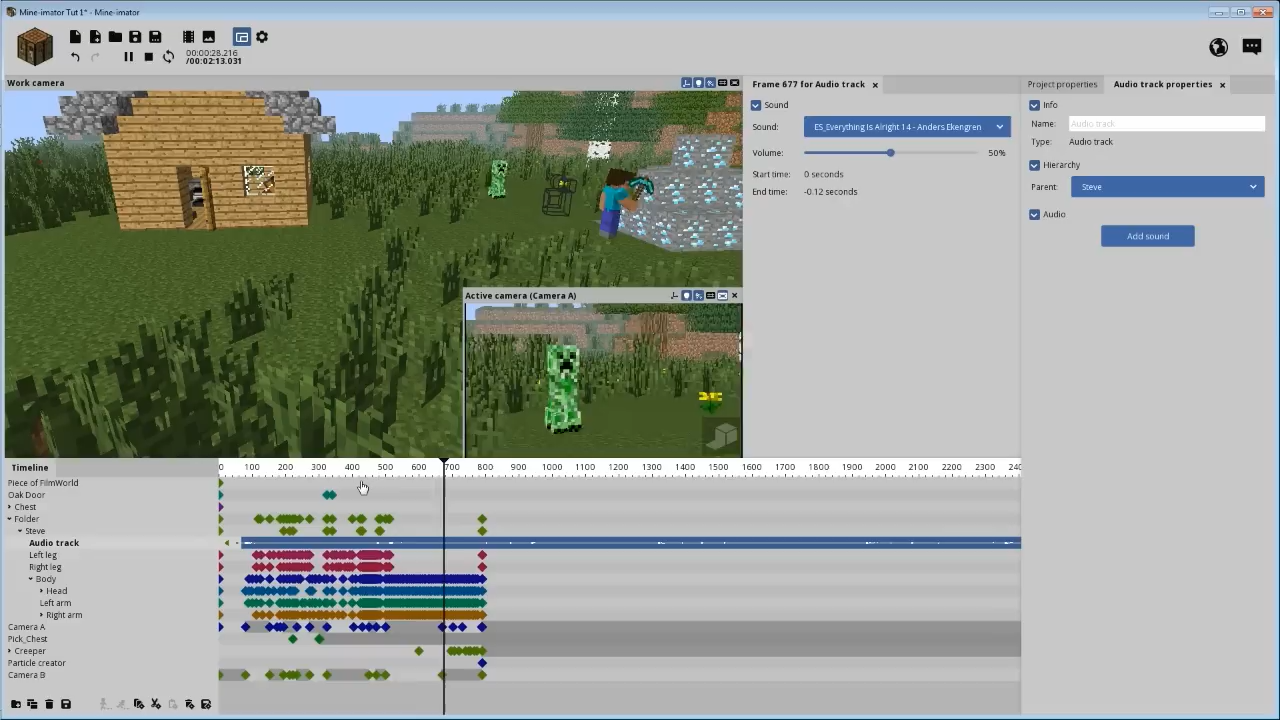 Mine-imator Tut 1* - Mine-imator
00:00:28.216
/00:02:13.031
Work camera
Frame 677 for Audio track
Sound
Sound:
ES_Everything Is Alright 14 - Anders Ekengren
Volume:
50%
Start time:
0 seconds
End time:
-0.12 seconds
Project properties
Audio track properties
Info
Name:
Audio track
Type:
Audio track
Hierarchy
Parent:
Steve
Audio
Add sound
Active camera (Camera A)
Timeline
0 100 200 300 400 500 600 700 800 900 1000 1100 1200 1300 1400 1500 1600 1700 1800 1900 2000 2100 2200 2300 240
Piece of FilmWorld
Oak Door
Chest
Folder
Steve
Audio track
Left leg
Right leg
Body
Head
Left arm
Right arm
Camera A
Pick_Chest
Creeper
Particle creator
Camera B